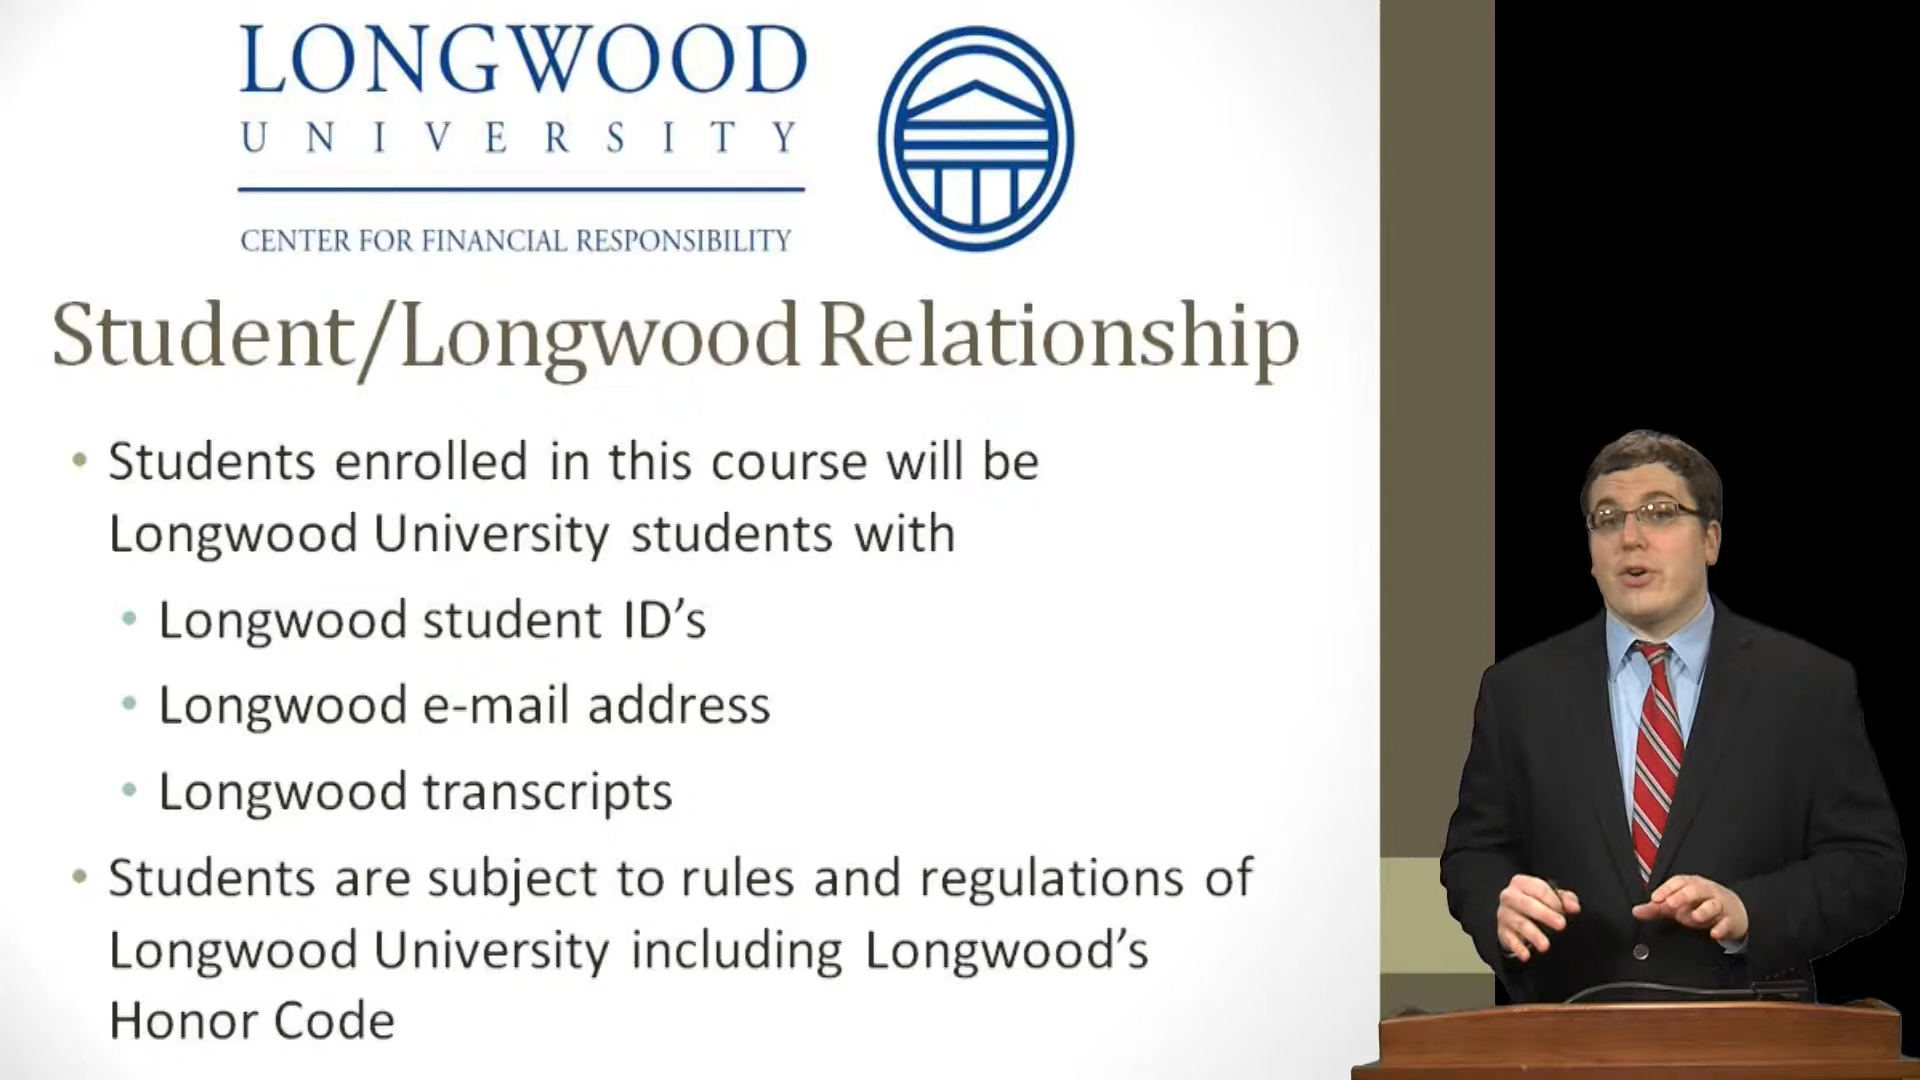 LONGWOOD
UNIVERSITY
CENTER FOR FINANCIAL RESPONSIBILITY
Student/Longwood Relationship
• Students enrolled in this course will be
Longwood University students with
• Longwood student ID’s
• Longwood e-mail address
• Longwood transcripts
• Students are subject to rules and regulations of
Longwood University including Longwood’s
Honor Code